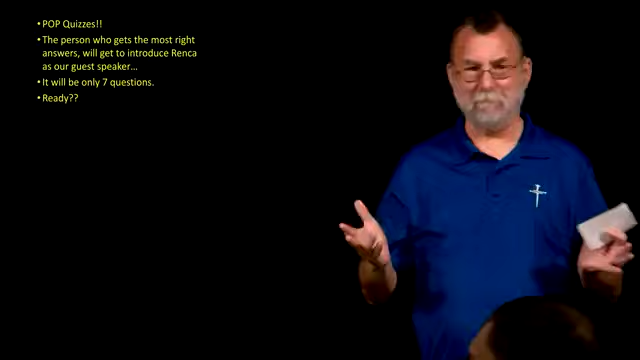 • POP Quizzes!!
• The person who gets the most right
answers, will get to introduce Renca
as our guest speaker...
• It will be only 7 questions.
• Ready??